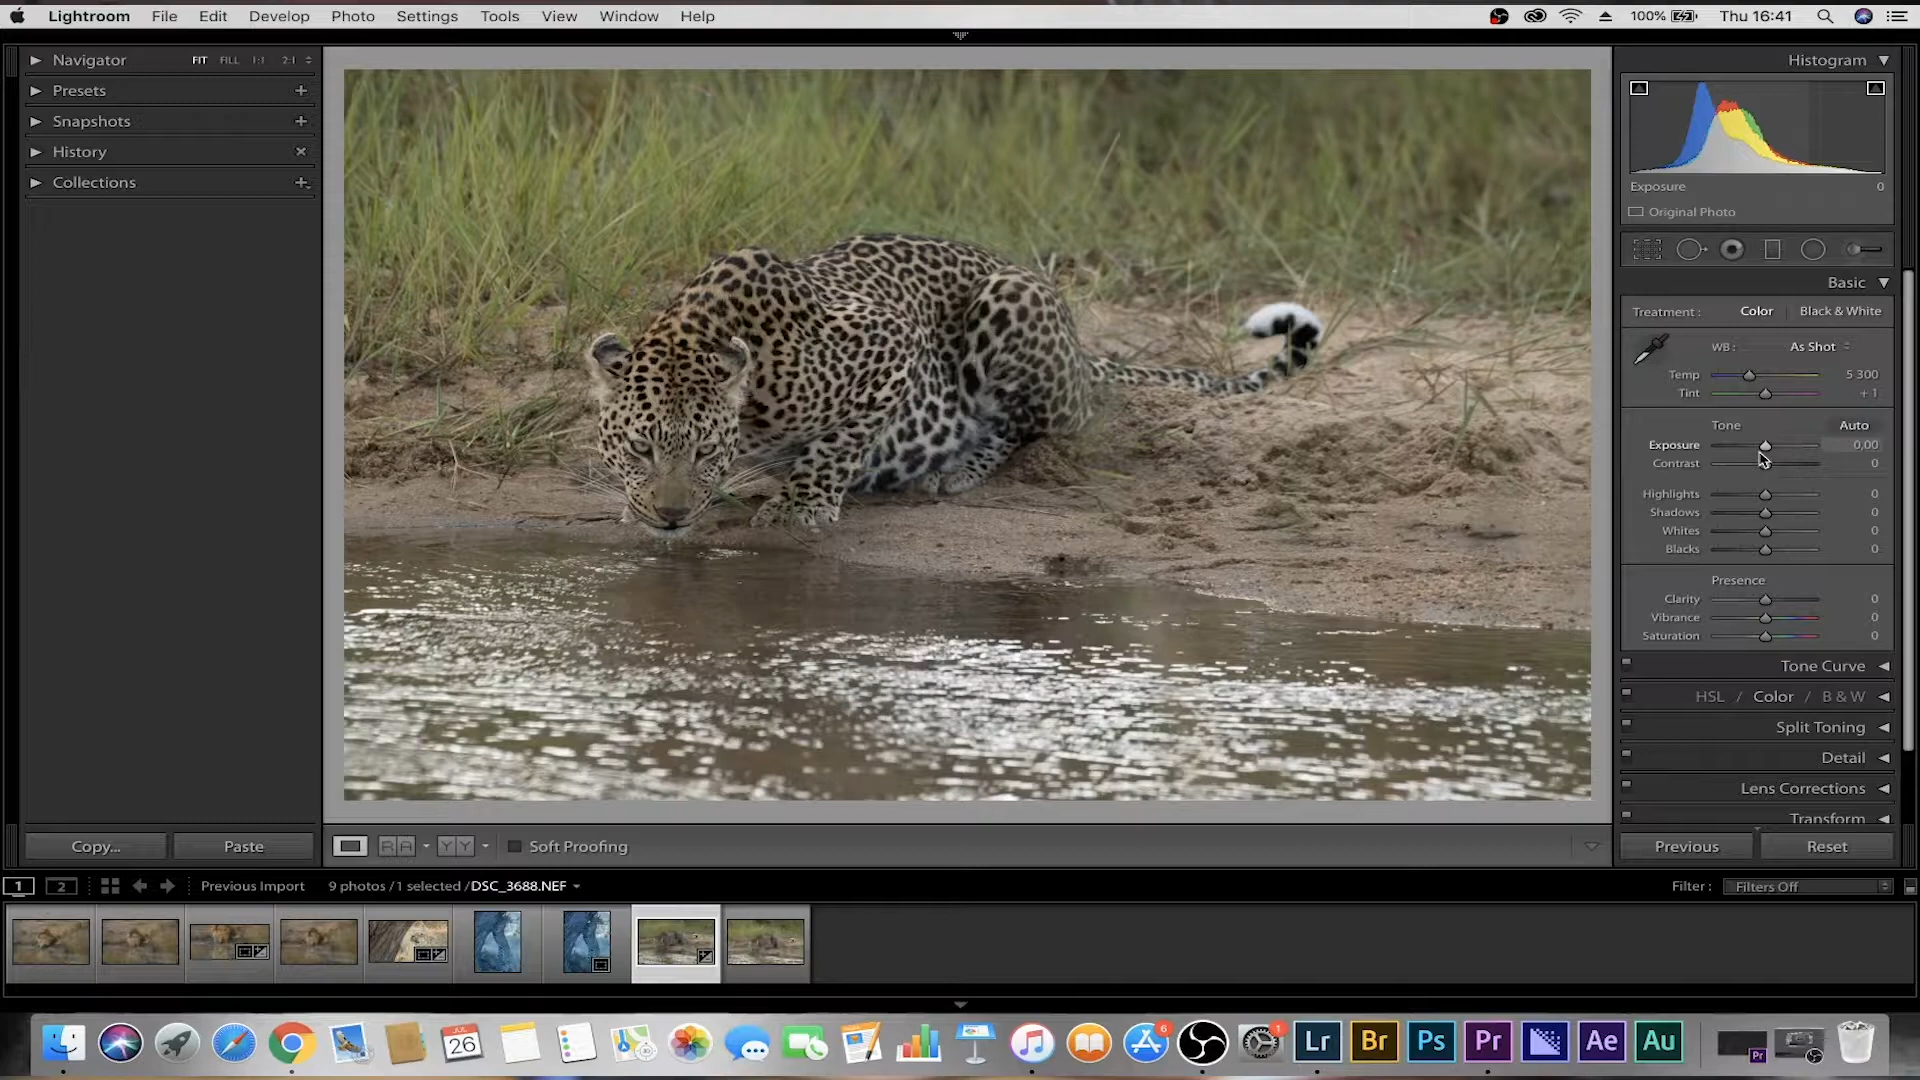 Lightroom File Edit Develop Photo Settings Tools View Window Help 100% Thu 16:41
Navigator FIT FILL 1:1 2:1
Presets
Snapshots
History
Collections
Histogram
Exposure 0
Original Photo
Basic
Treatment : Color Black & White
WB : As Shot
Temp 5 300
Tint + 1
Tone Auto
Exposure 0,00
Contrast 0
Highlights 0
Shadows 0
Whites 0
Blacks 0
Presence
Clarity 0
Vibrance 0
Saturation 0
Tone Curve
HSL / Color / B & W
Split Toning
Detail
Lens Corrections
Transform
Copy... Paste
R A Y Y Soft Proofing
Previous Reset
1 2 Previous Import 9 photos / 1 selected / DSC_3688.NEF
Filter : Filters Off
JUL
26
6
1
Lr Br Ps Pr Ae Au
Pr